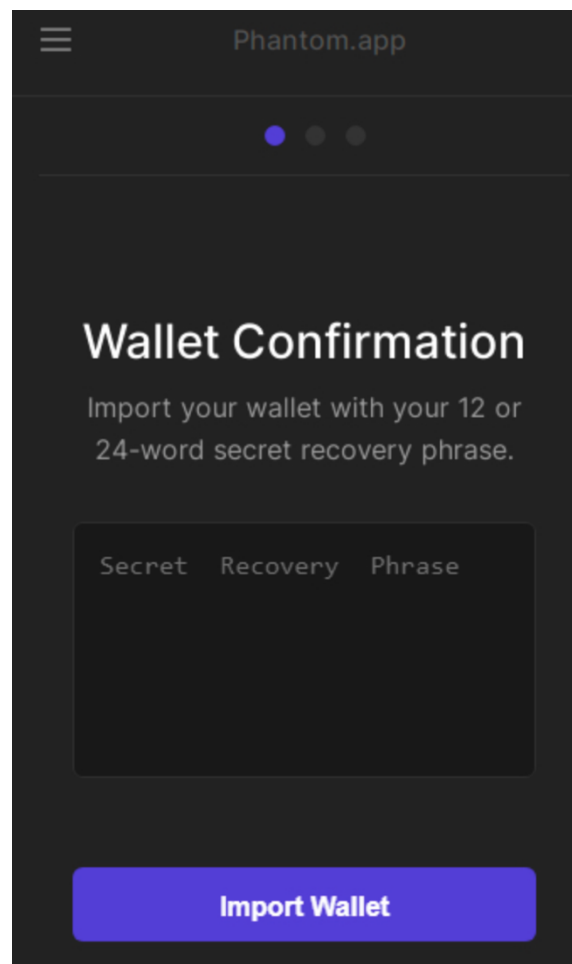 Phantom.app
Wallet Confirmation
Import your wallet with your 12 or
24-word secret recovery phrase.
Secret Recovery Phrase
Import Wallet